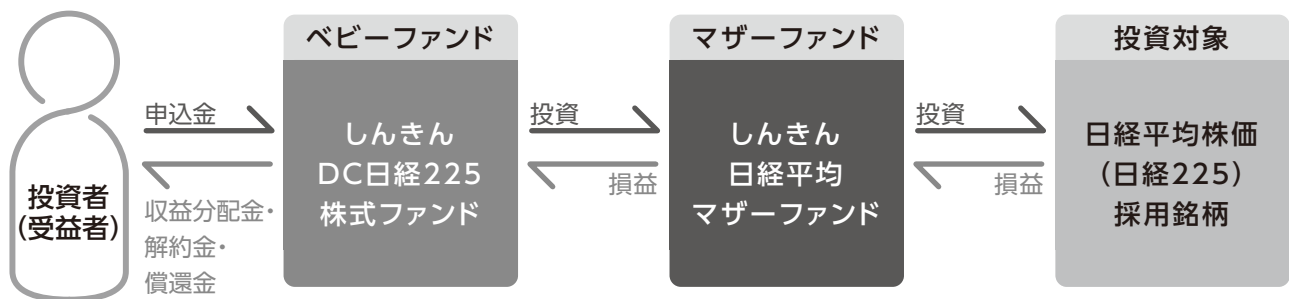 投資者
(受益者)
申込金
収益分配金・
解約金・
償還金
ベビーファンド
しんきん
DC日経225
株式ファンド
投資
損益
マザーファンド
しんきん
日経平均
マザーファンド
投資
損益
投資対象
日経平均株価
(日経225)
採用銘柄